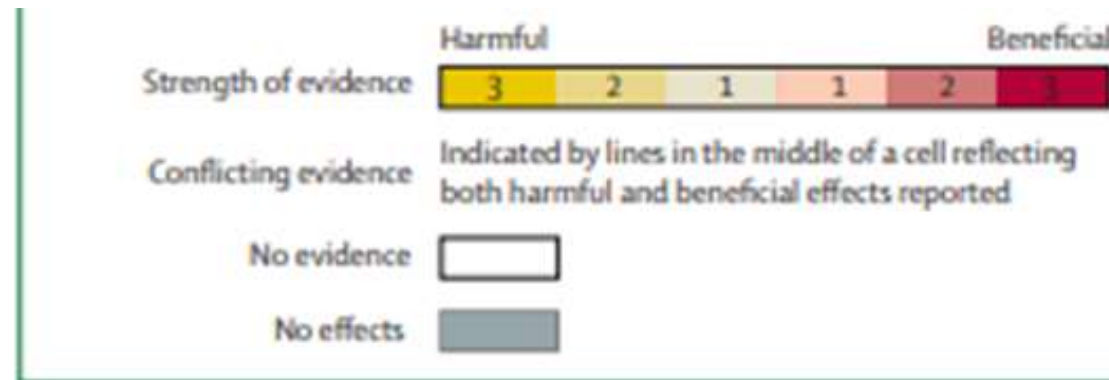 Harmful Beneficial
Strength of evidence 3 2 1 1 2 3
Indicated by lines in the middle of a cell reflecting
Conflicting evidence
both harmful and beneficial effects reported
No evidence
No effects